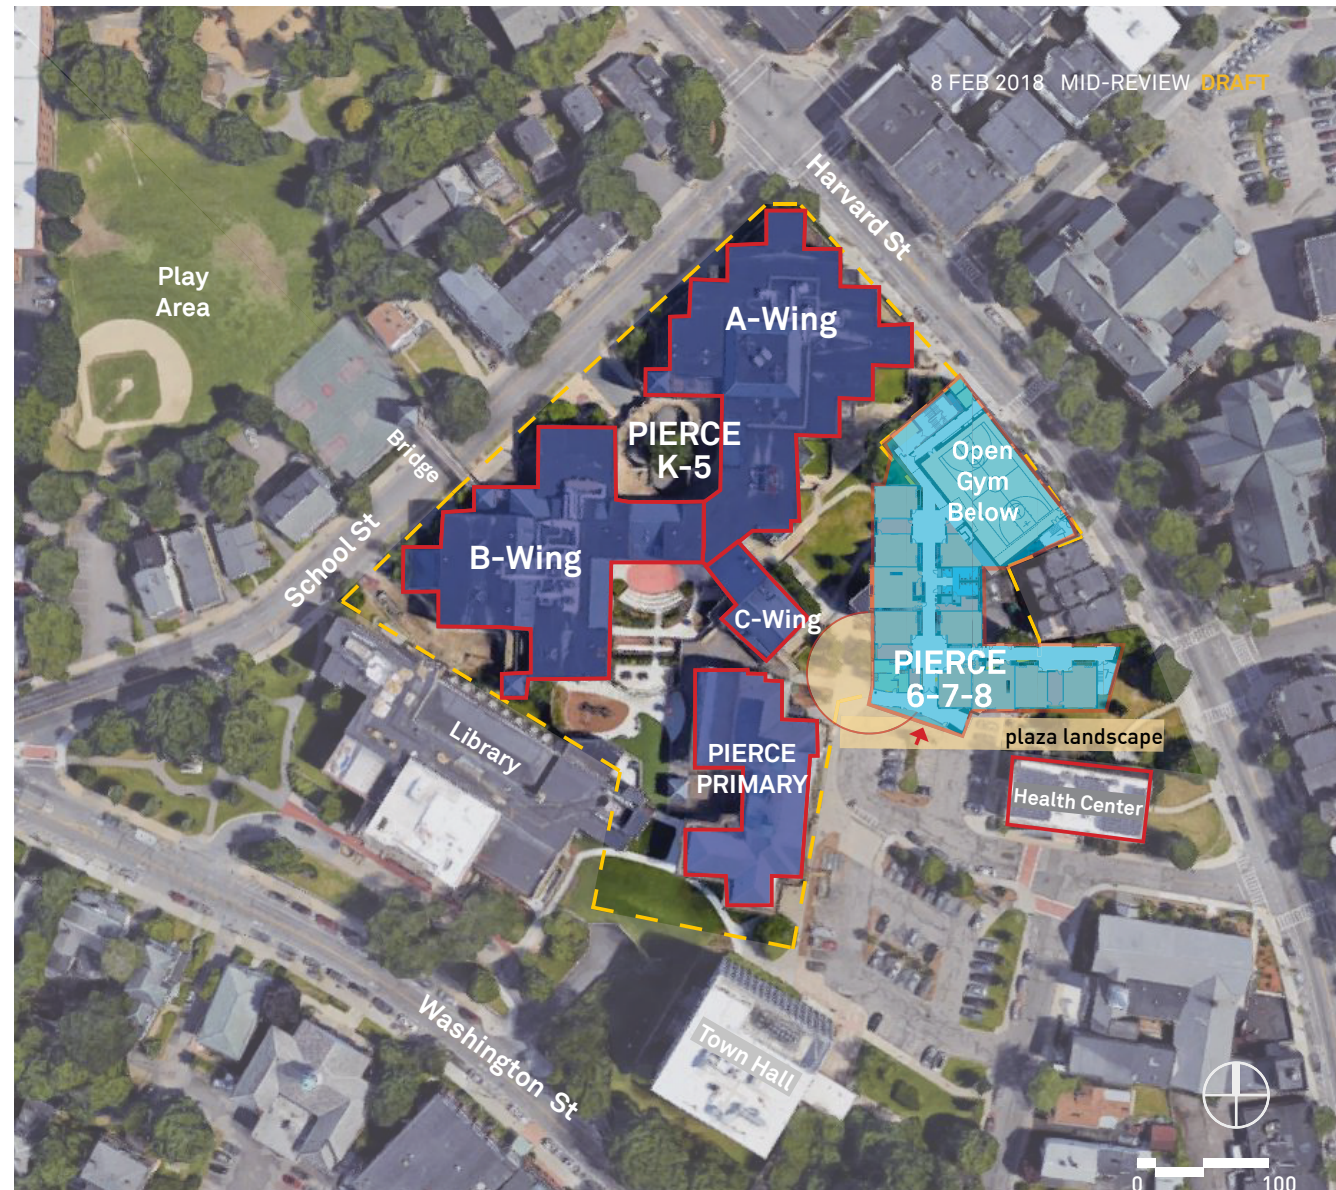 8 FEB 2018 MID-REVIEW DRAFT
Harvard St
Play
Area
A-Wing
PIERCE
K-5
Bridge
Open
Gym
Below
School St
B-Wing
C-Wing
PIERCE
6-7-8
Library
plaza landscape
PIERCE
PRIMARY
Health Center
Washington St
Town Hall
0 100